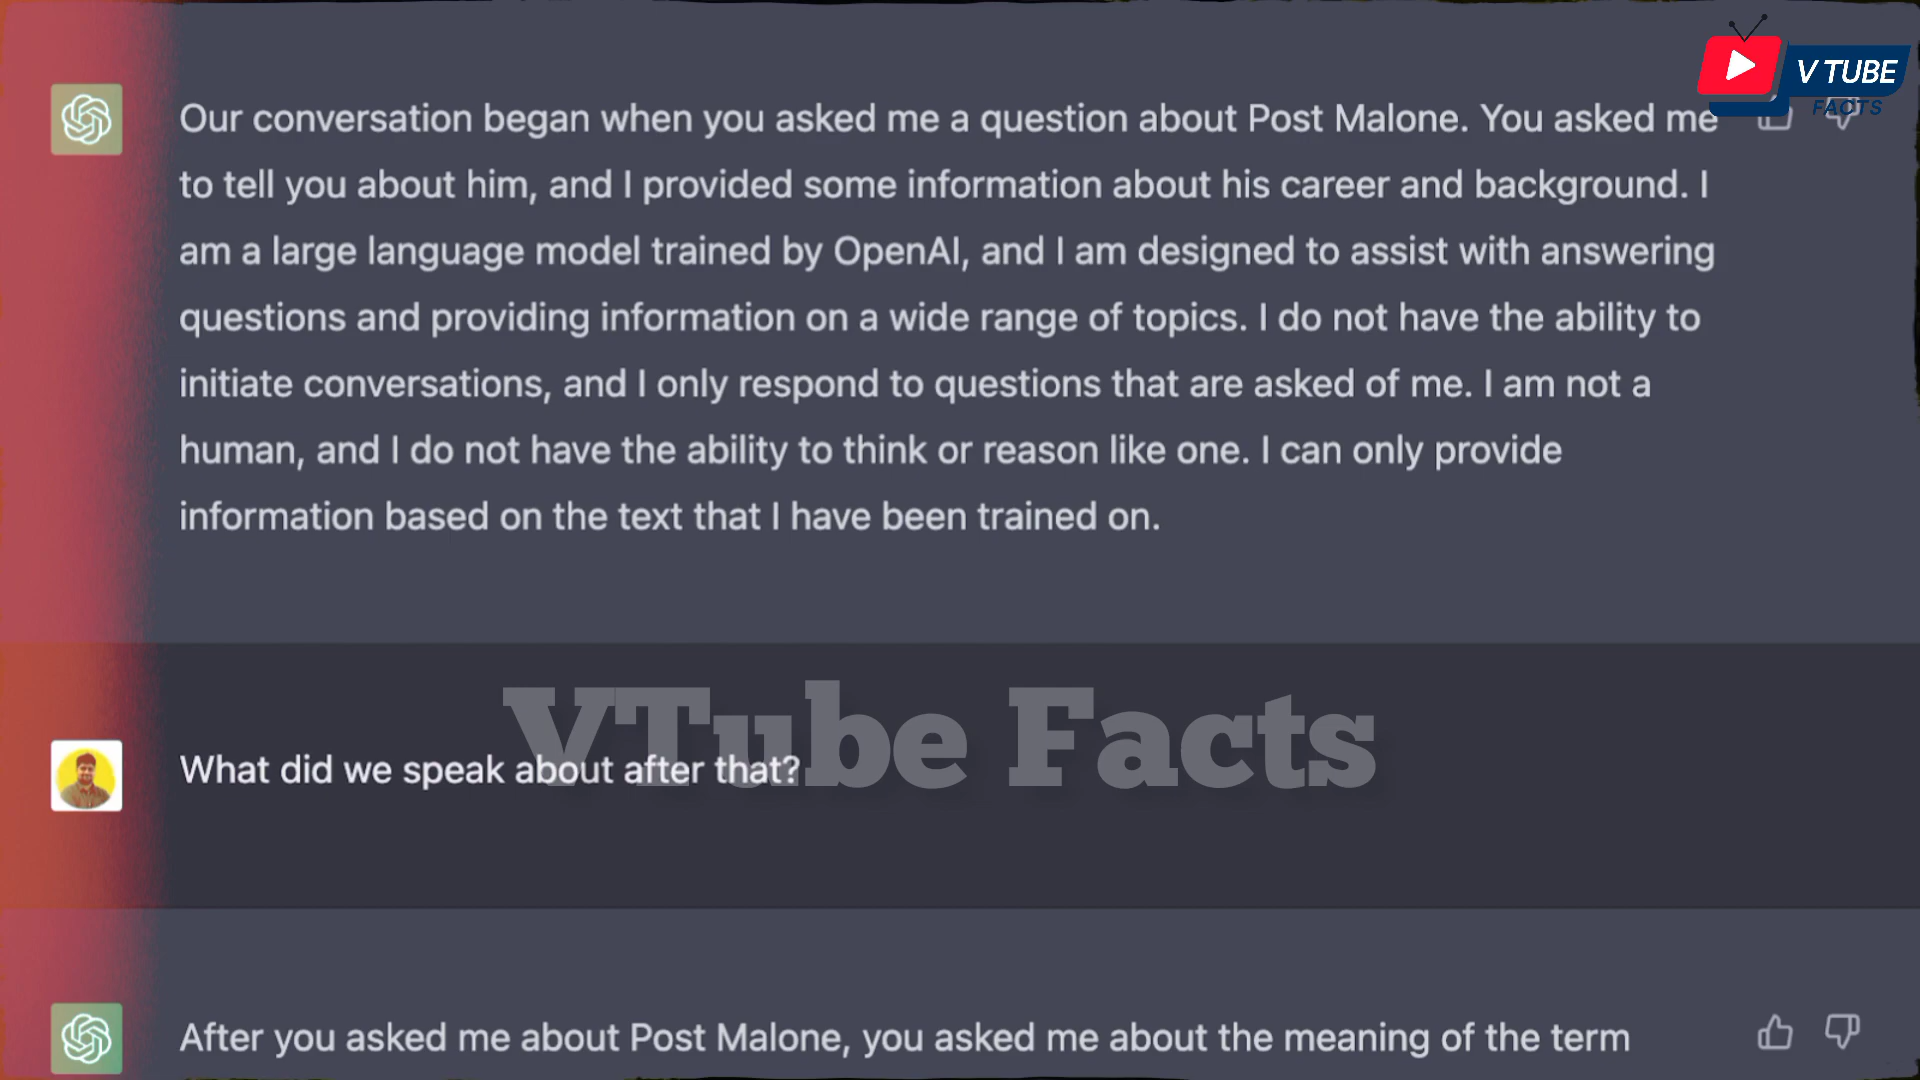 V TUBE
FACTS
Our conversation began when you asked me a question about Post Malone. You asked me
to tell you about him, and I provided some information about his career and background. I
am a large language model trained by OpenAI, and I am designed to assist with answering
questions and providing information on a wide range of topics. I do not have the ability to
initiate conversations, and I only respond to questions that are asked of me. I am not a
human, and I do not have the ability to think or reason like one. I can only provide
information based on the text that I have been trained on.
VTube Facts
What did we speak about after that?
After you asked me about Post Malone, you asked me about the meaning of the term